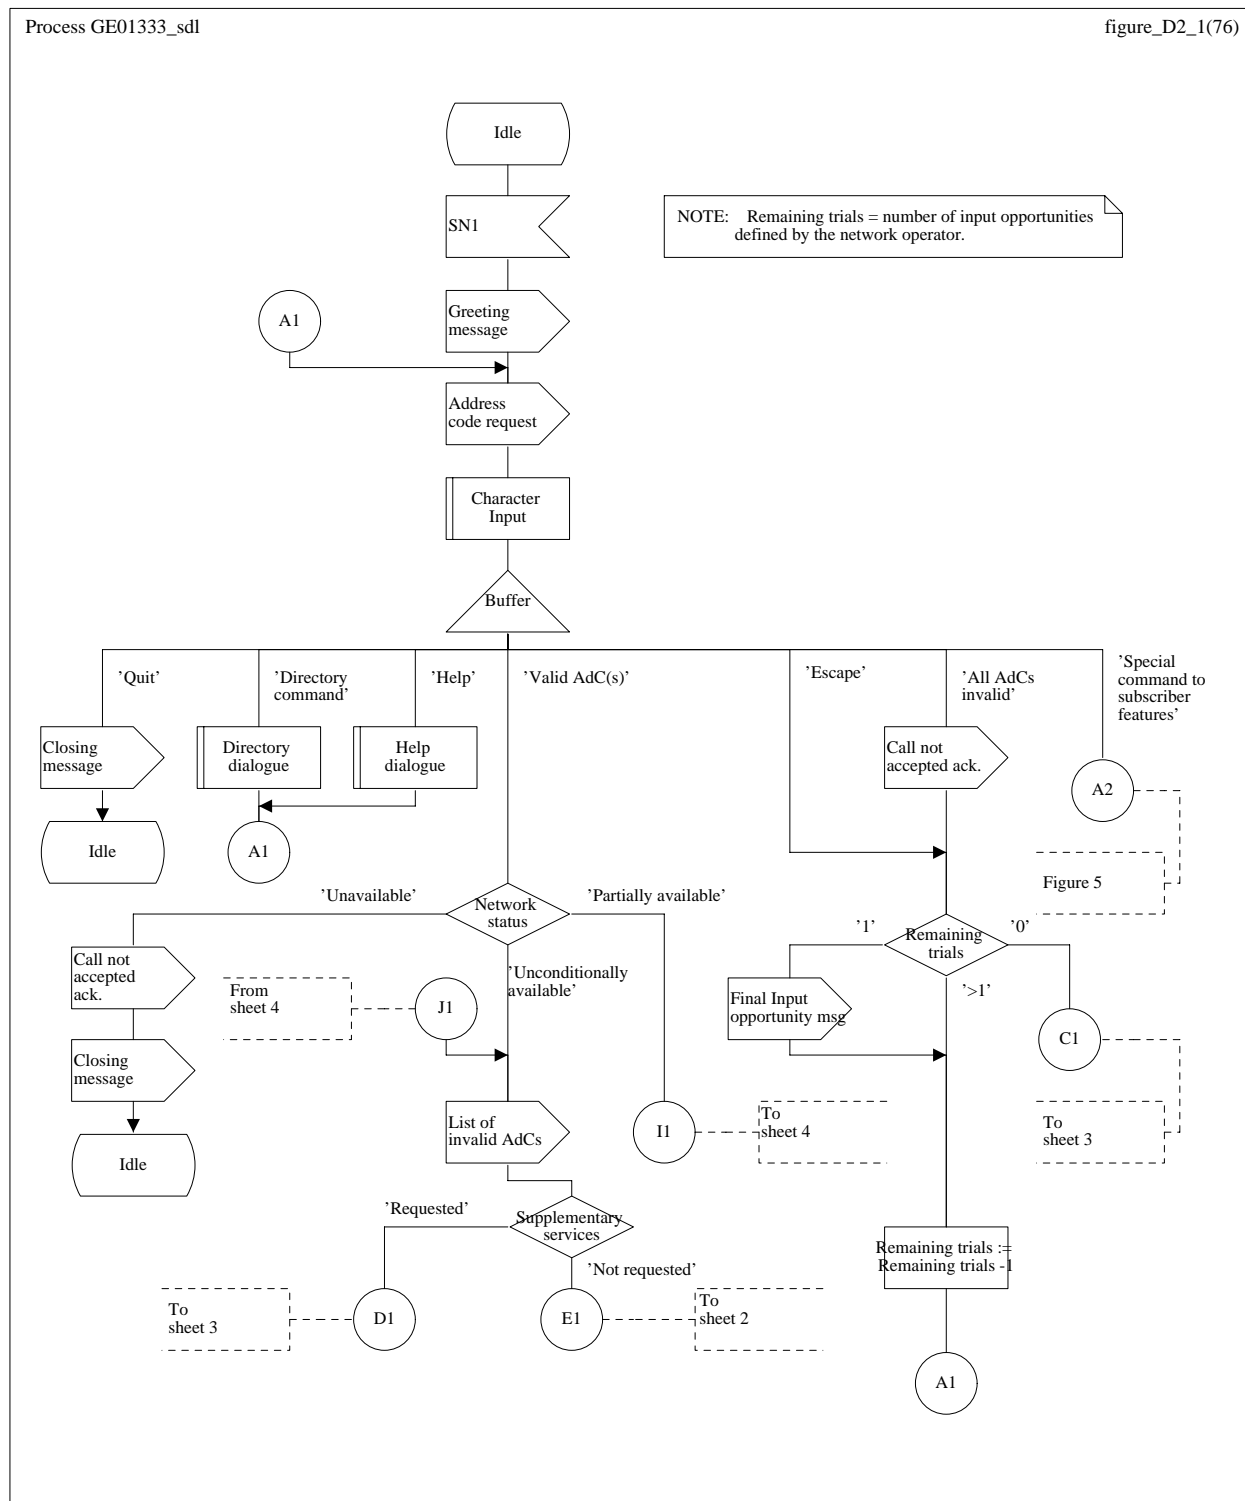 Process GE01333_sdl
figure_D2_1(76)
Idle
SN1
NOTE: Remaining trials = number of input opportunities
defined by the network operator.
A1
Greeting
message
Address
code request
Character
Input
Buffer
'Quit'
'Directory
command'
'Help'
'Valid AdC(s)'
'Escape'
'All AdCs
invalid'
'Special
command to
subscriber
features'
Closing
message
Directory
dialogue
Help
dialogue
Call not
accepted ack.
A2
Idle
A1
Figure 5
'Unavailable'
Network
status
'Partially available'
'1'
Remaining
trials
'0'
Call not
accepted
ack.
From
sheet 4
J1
'Unconditionally
available'
Final Input
opportunity msg
'>1'
C1
Closing
message
List of
invalid AdCs
I1
To
sheet 4
To
sheet 3
Idle
'Requested'
Supplementary
services
'Not requested'
Remaining trials :=
Remaining trials -1
To
sheet 3
D1
E1
To
sheet 2
A1